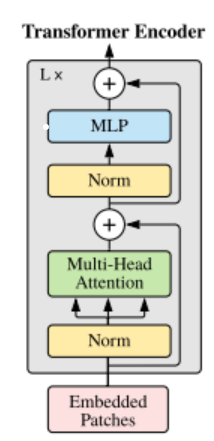 Transformer Encoder
L ×
+
MLP
Norm
+
Multi-Head
Attention
Norm
Embedded
Patches